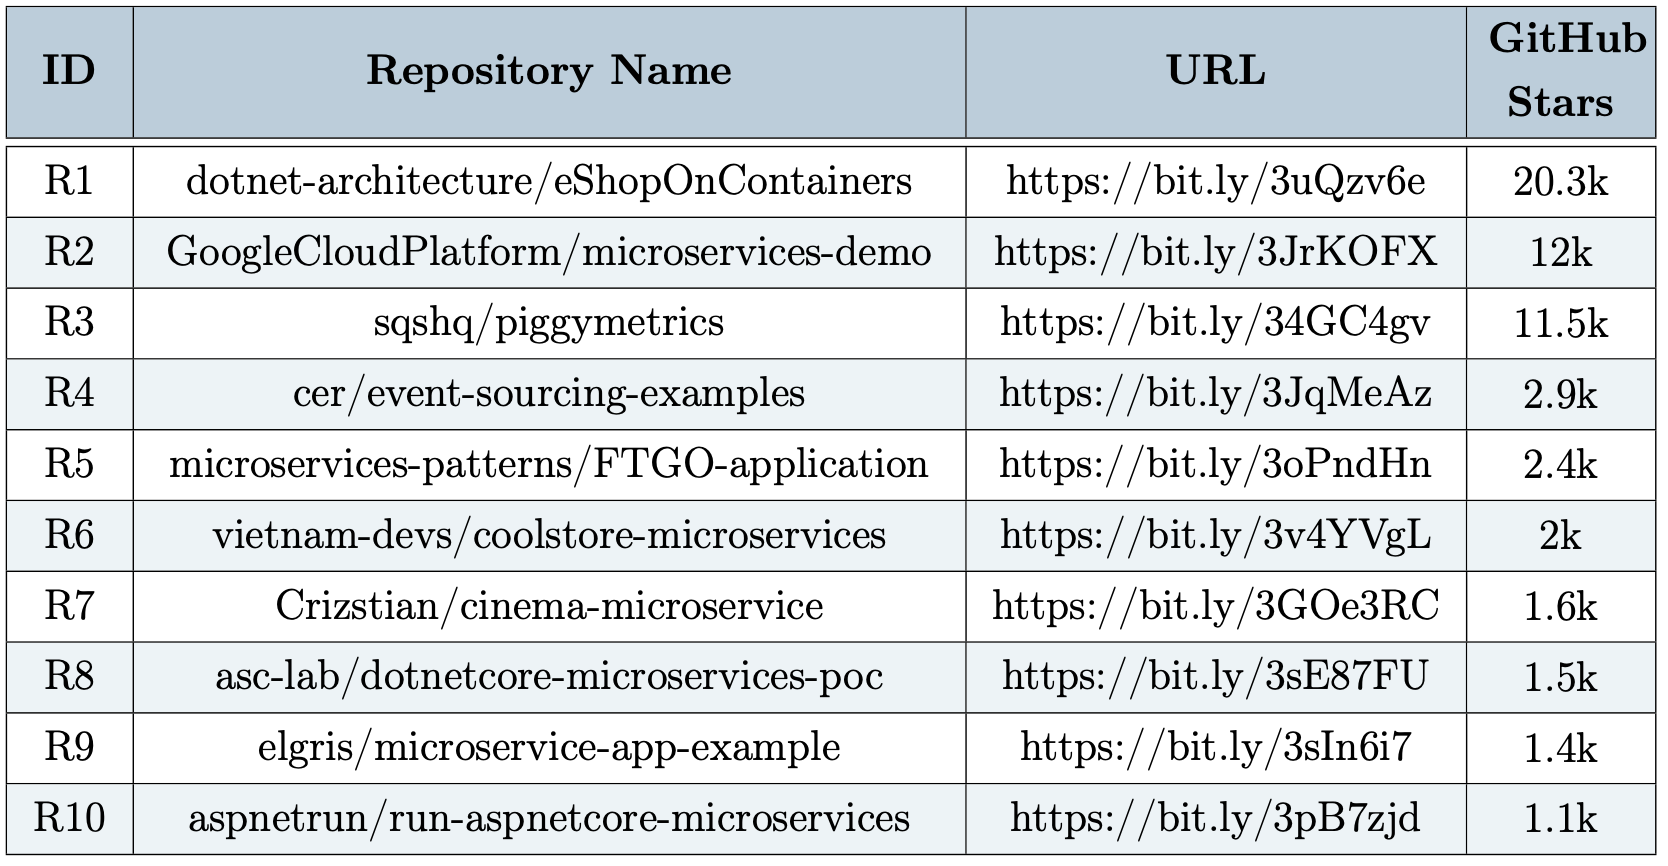 ID Repository Name URL GitHub Stars
R1 dotnet-architecture/eShopOnContainers https://bit.ly/3uQzv6e 20.3k
R2 GoogleCloudPlatform/microservices-demo https://bit.ly/3JrKOFX 12k
R3 sqshq/piggymetrics https://bit.ly/34GC4gv 11.5k
R4 cer/event-sourcing-examples https://bit.ly/3JqMeAz 2.9k
R5 microservices-patterns/FTGO-application https://bit.ly/3oPndHn 2.4k
R6 vietnam-devs/coolstore-microservices https://bit.ly/3v4YVgL 2k
R7 Crizstian/cinema-microservice https://bit.ly/3GOe3RC 1.6k
R8 asc-lab/dotnetcore-microservices-poc https://bit.ly/3sE87FU 1.5k
R9 elgris/microservice-app-example https://bit.ly/3sIn6i7 1.4k
R10 aspnetrun/run-aspnetcore-microservices https://bit.ly/3pB7zjd 1.1k